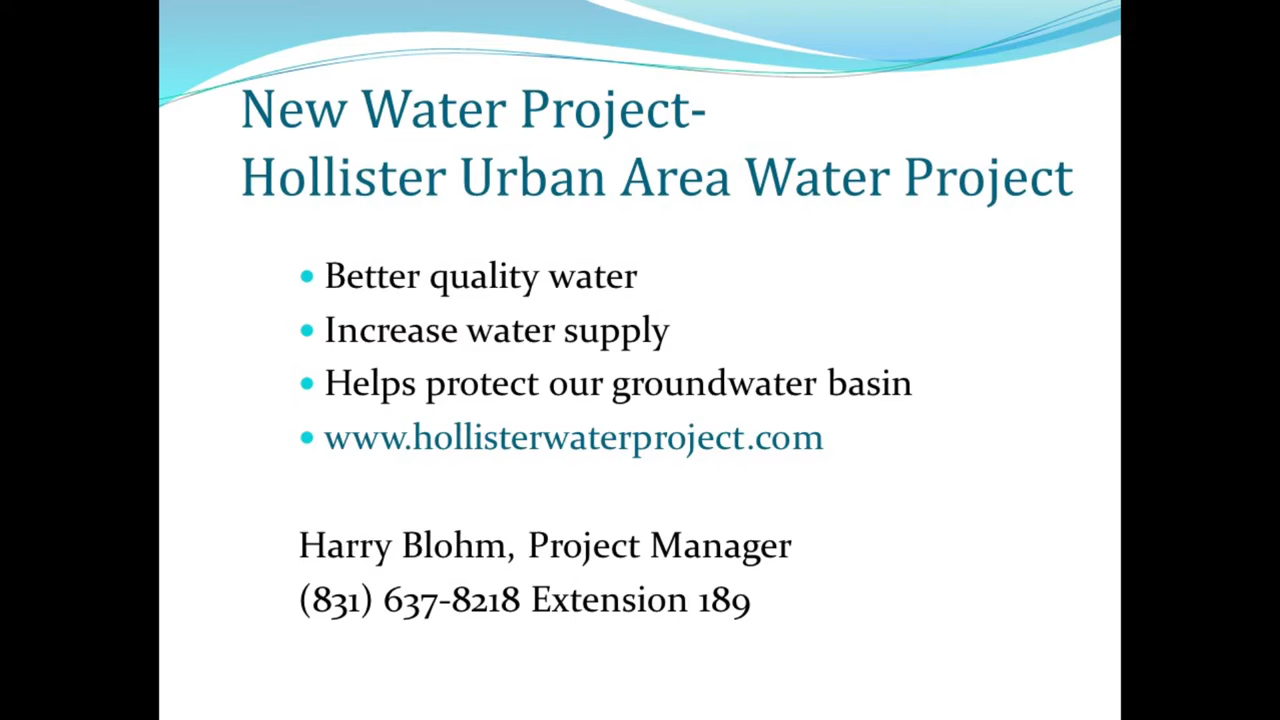 New Water Project-
Hollister Urban Area Water Project
• Better quality water
• Increase water supply
• Helps protect our groundwater basin
• www.hollisterwaterproject.com
Harry Blohm, Project Manager
(831) 637-8218 Extension 189